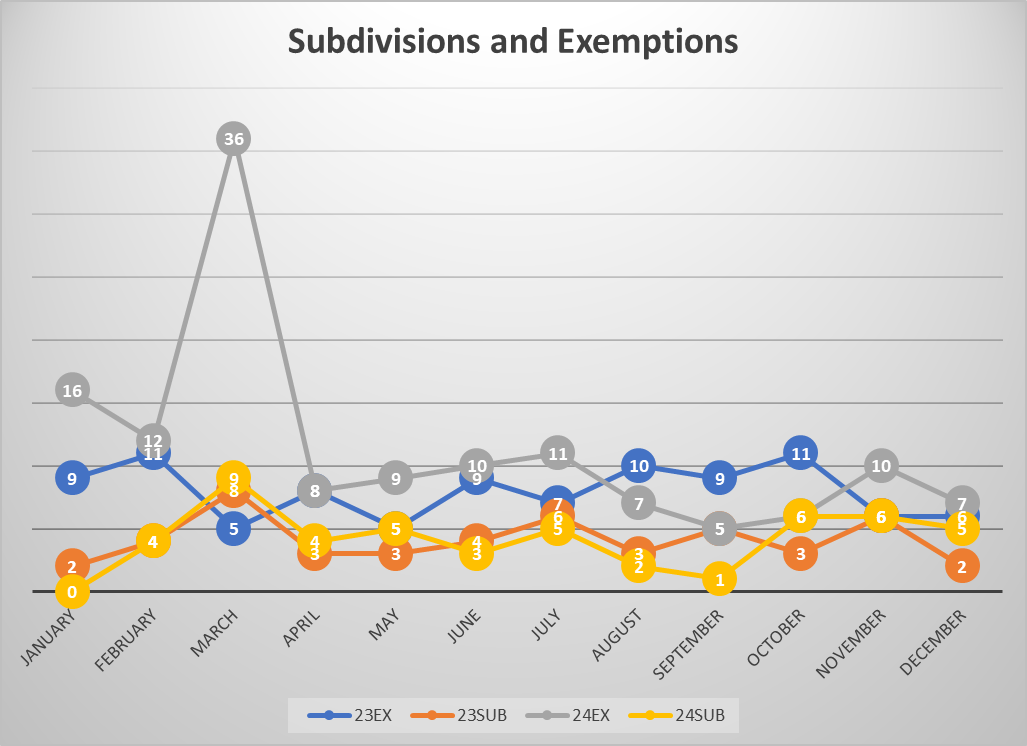 Subdivisions and Exemptions
36
16
12
11
9
5
2
0
4
9
8
8
4
3
9
5
3
10
9
4
3
11
7
6
5
10
7
3
2
9
5
1
11
6
3
10
6
7
6
5
2
JANUARY
FEBRUARY
MARCH
APRIL
MAY
JUNE
JULY
AUGUST
SEPTEMBER
OCTOBER
NOVEMBER
DECEMBER
23EX 23SUB 24EX 24SUB